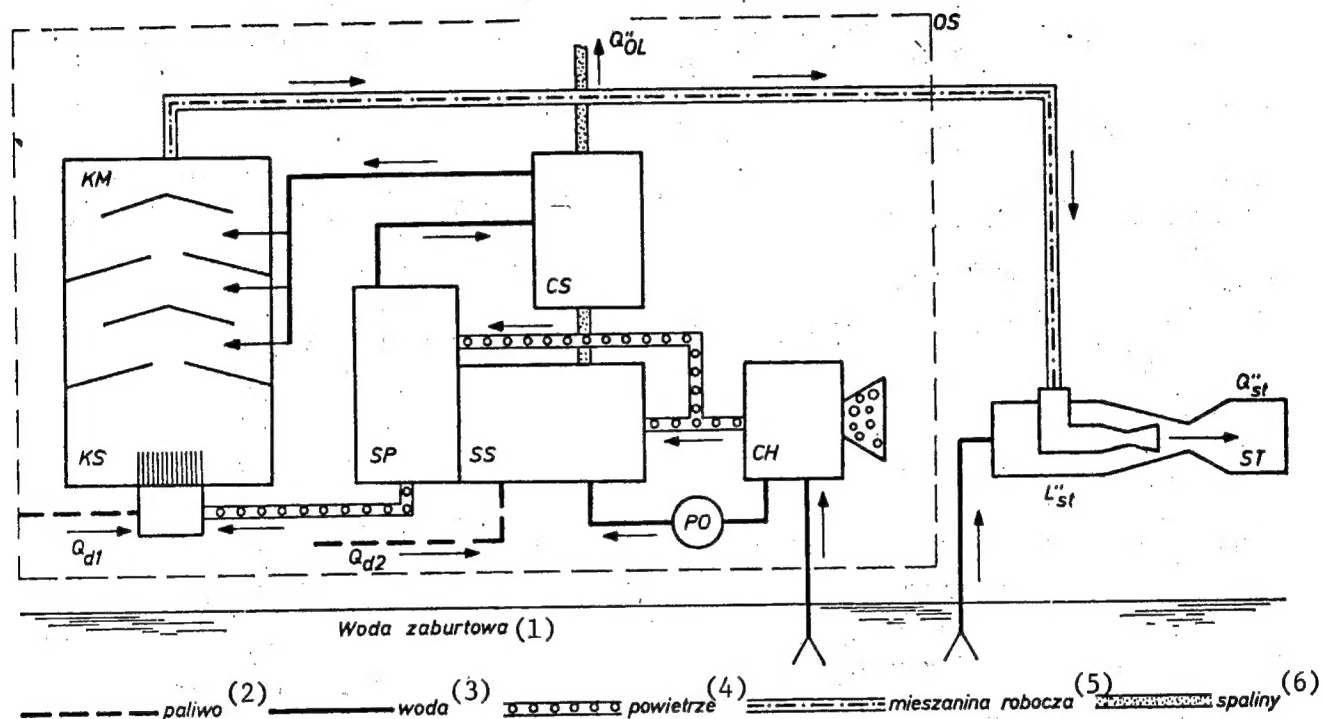 OS
Q"OL
KM
CS
KS
SP
SS
CH
PO
Q"st
ST
L"st
Qd1
Qd2
Woda zaburtowa (1)
paliwo (2) woda (3) powietrze (4) mieszanina robocza (5) spaliny (6)